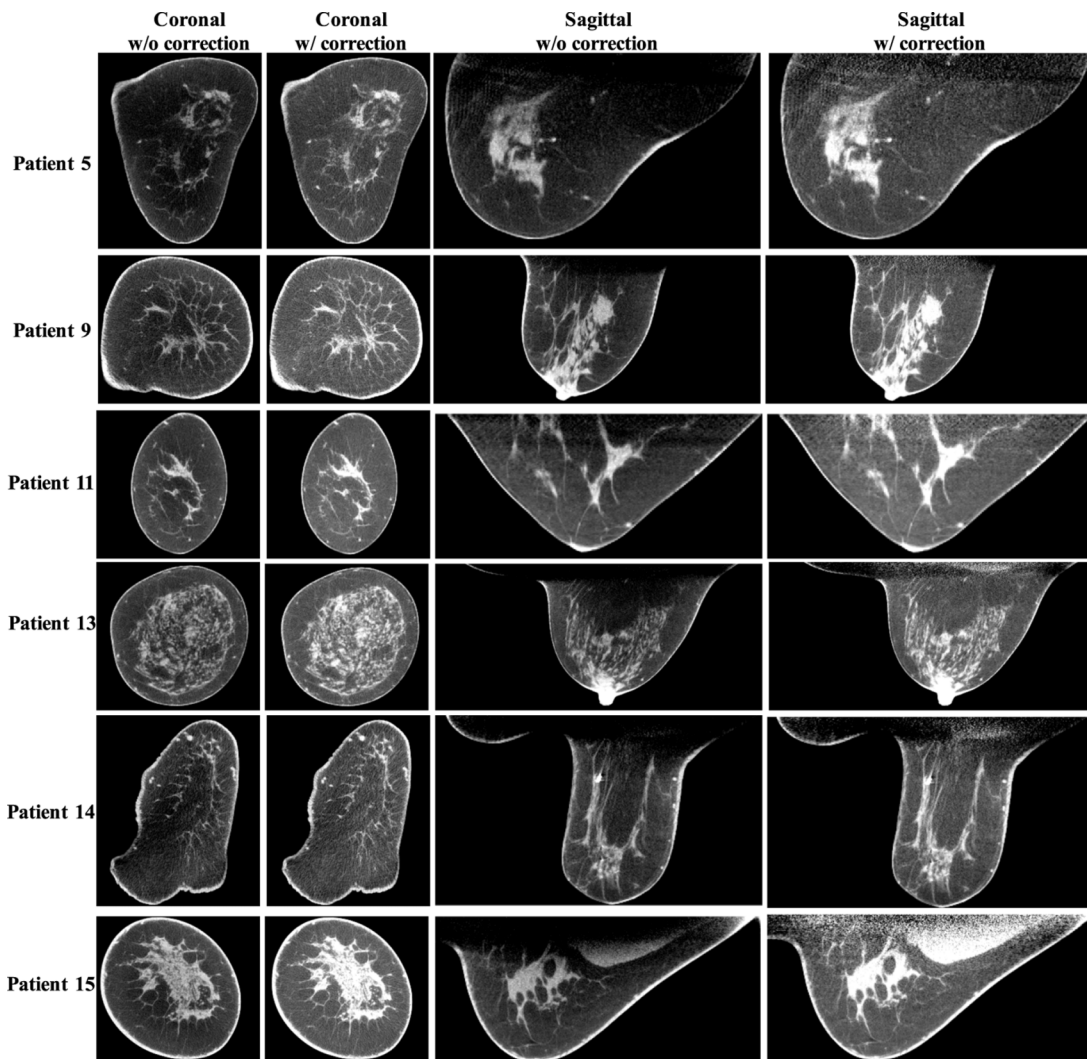 Coronal Coronal Sagittal Sagittal
w/o correction w/ correction w/o correction w/ correction
Patient 5
Patient 9
Patient 11
Patient 13
Patient 14
Patient 15